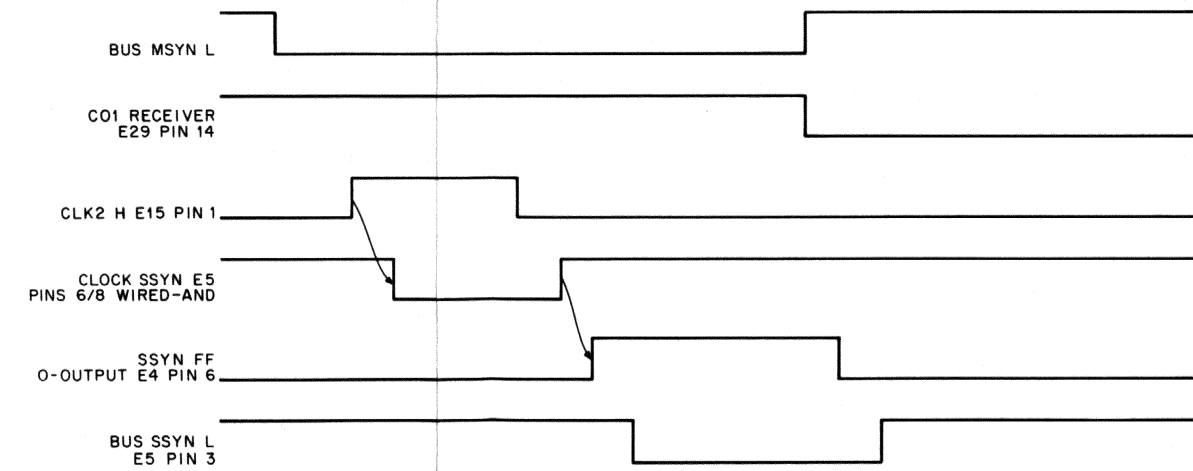 BUS MSYN L
CO1 RECEIVER
E29 PIN 14
CLK2 H E15 PIN 1
CLOCK SSYN E5
PINS 6/8 WIRED-AND
SSYN FF
O-OUTPUT E4 PIN 6
BUS SSYN L
E5 PIN 3